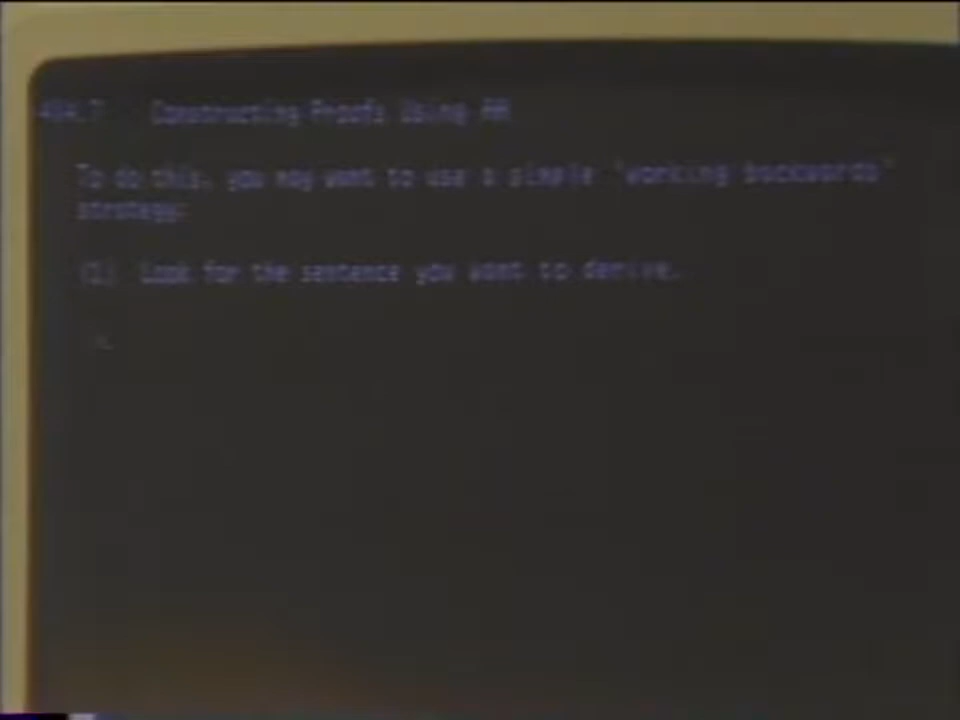 Constructing Proofs Using AA
To do this, you may want to use a simple 'working backwards'
strategy:
(1) Look for the sentence you want to derive.